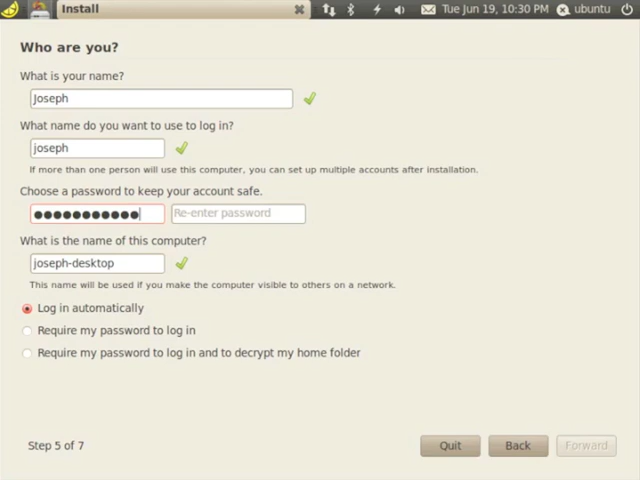 Install
Tue Jun 19, 10:30 PM
ubuntu
Who are you?
What is your name?
Joseph
What name do you want to use to log in?
joseph
If more than one person will use this computer, you can set up multiple accounts after installation.
Choose a password to keep your account safe.
●●●●●●●●●●● Re-enter password
What is the name of this computer?
joseph-desktop
This name will be used if you make the computer visible to others on a network.
Log in automatically
Require my password to log in
Require my password to log in and to decrypt my home folder
Step 5 of 7
Quit
Back
Forward